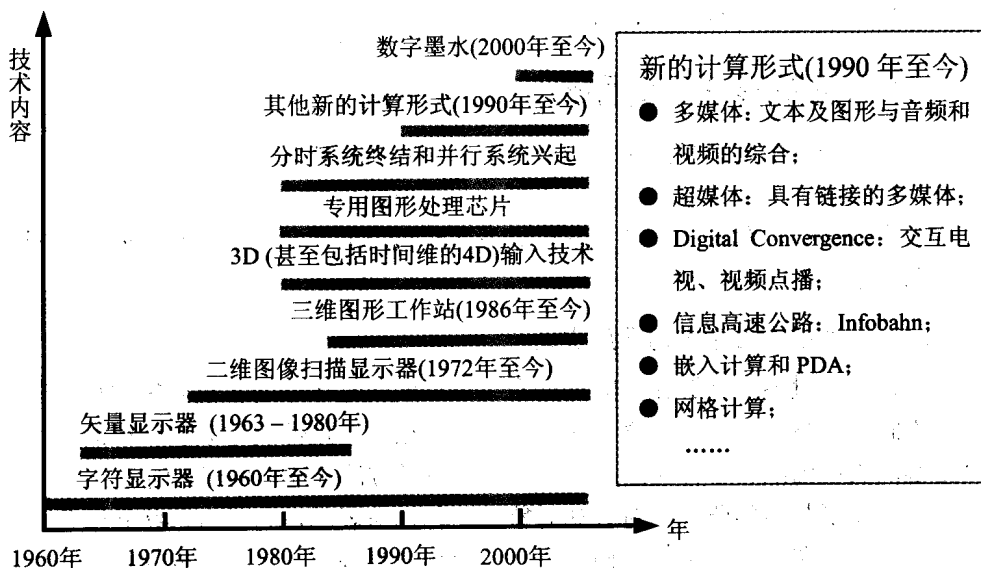 技术内容
数字墨水(2000年至今)
其他新的计算形式(1990年至今)
分时系统终结和并行系统兴起
专用图形处理芯片
3D (甚至包括时间维的4D)输入技术
三维图形工作站(1986年至今)
二维图像扫描显示器(1972年至今)
矢量显示器 (1963 – 1980年)
字符显示器 (1960年至今)
1960年 1970年 1980年 1990年 2000年
年
新的计算形式(1990 年至今)
● 多媒体: 文本及图形与音频和
视频的综合;
● 超媒体: 具有链接的多媒体;
● Digital Convergence: 交互电
视、视频点播;
● 信息高速公路: Infobahn;
● 嵌入计算和 PDA;
● 网格计算;
……